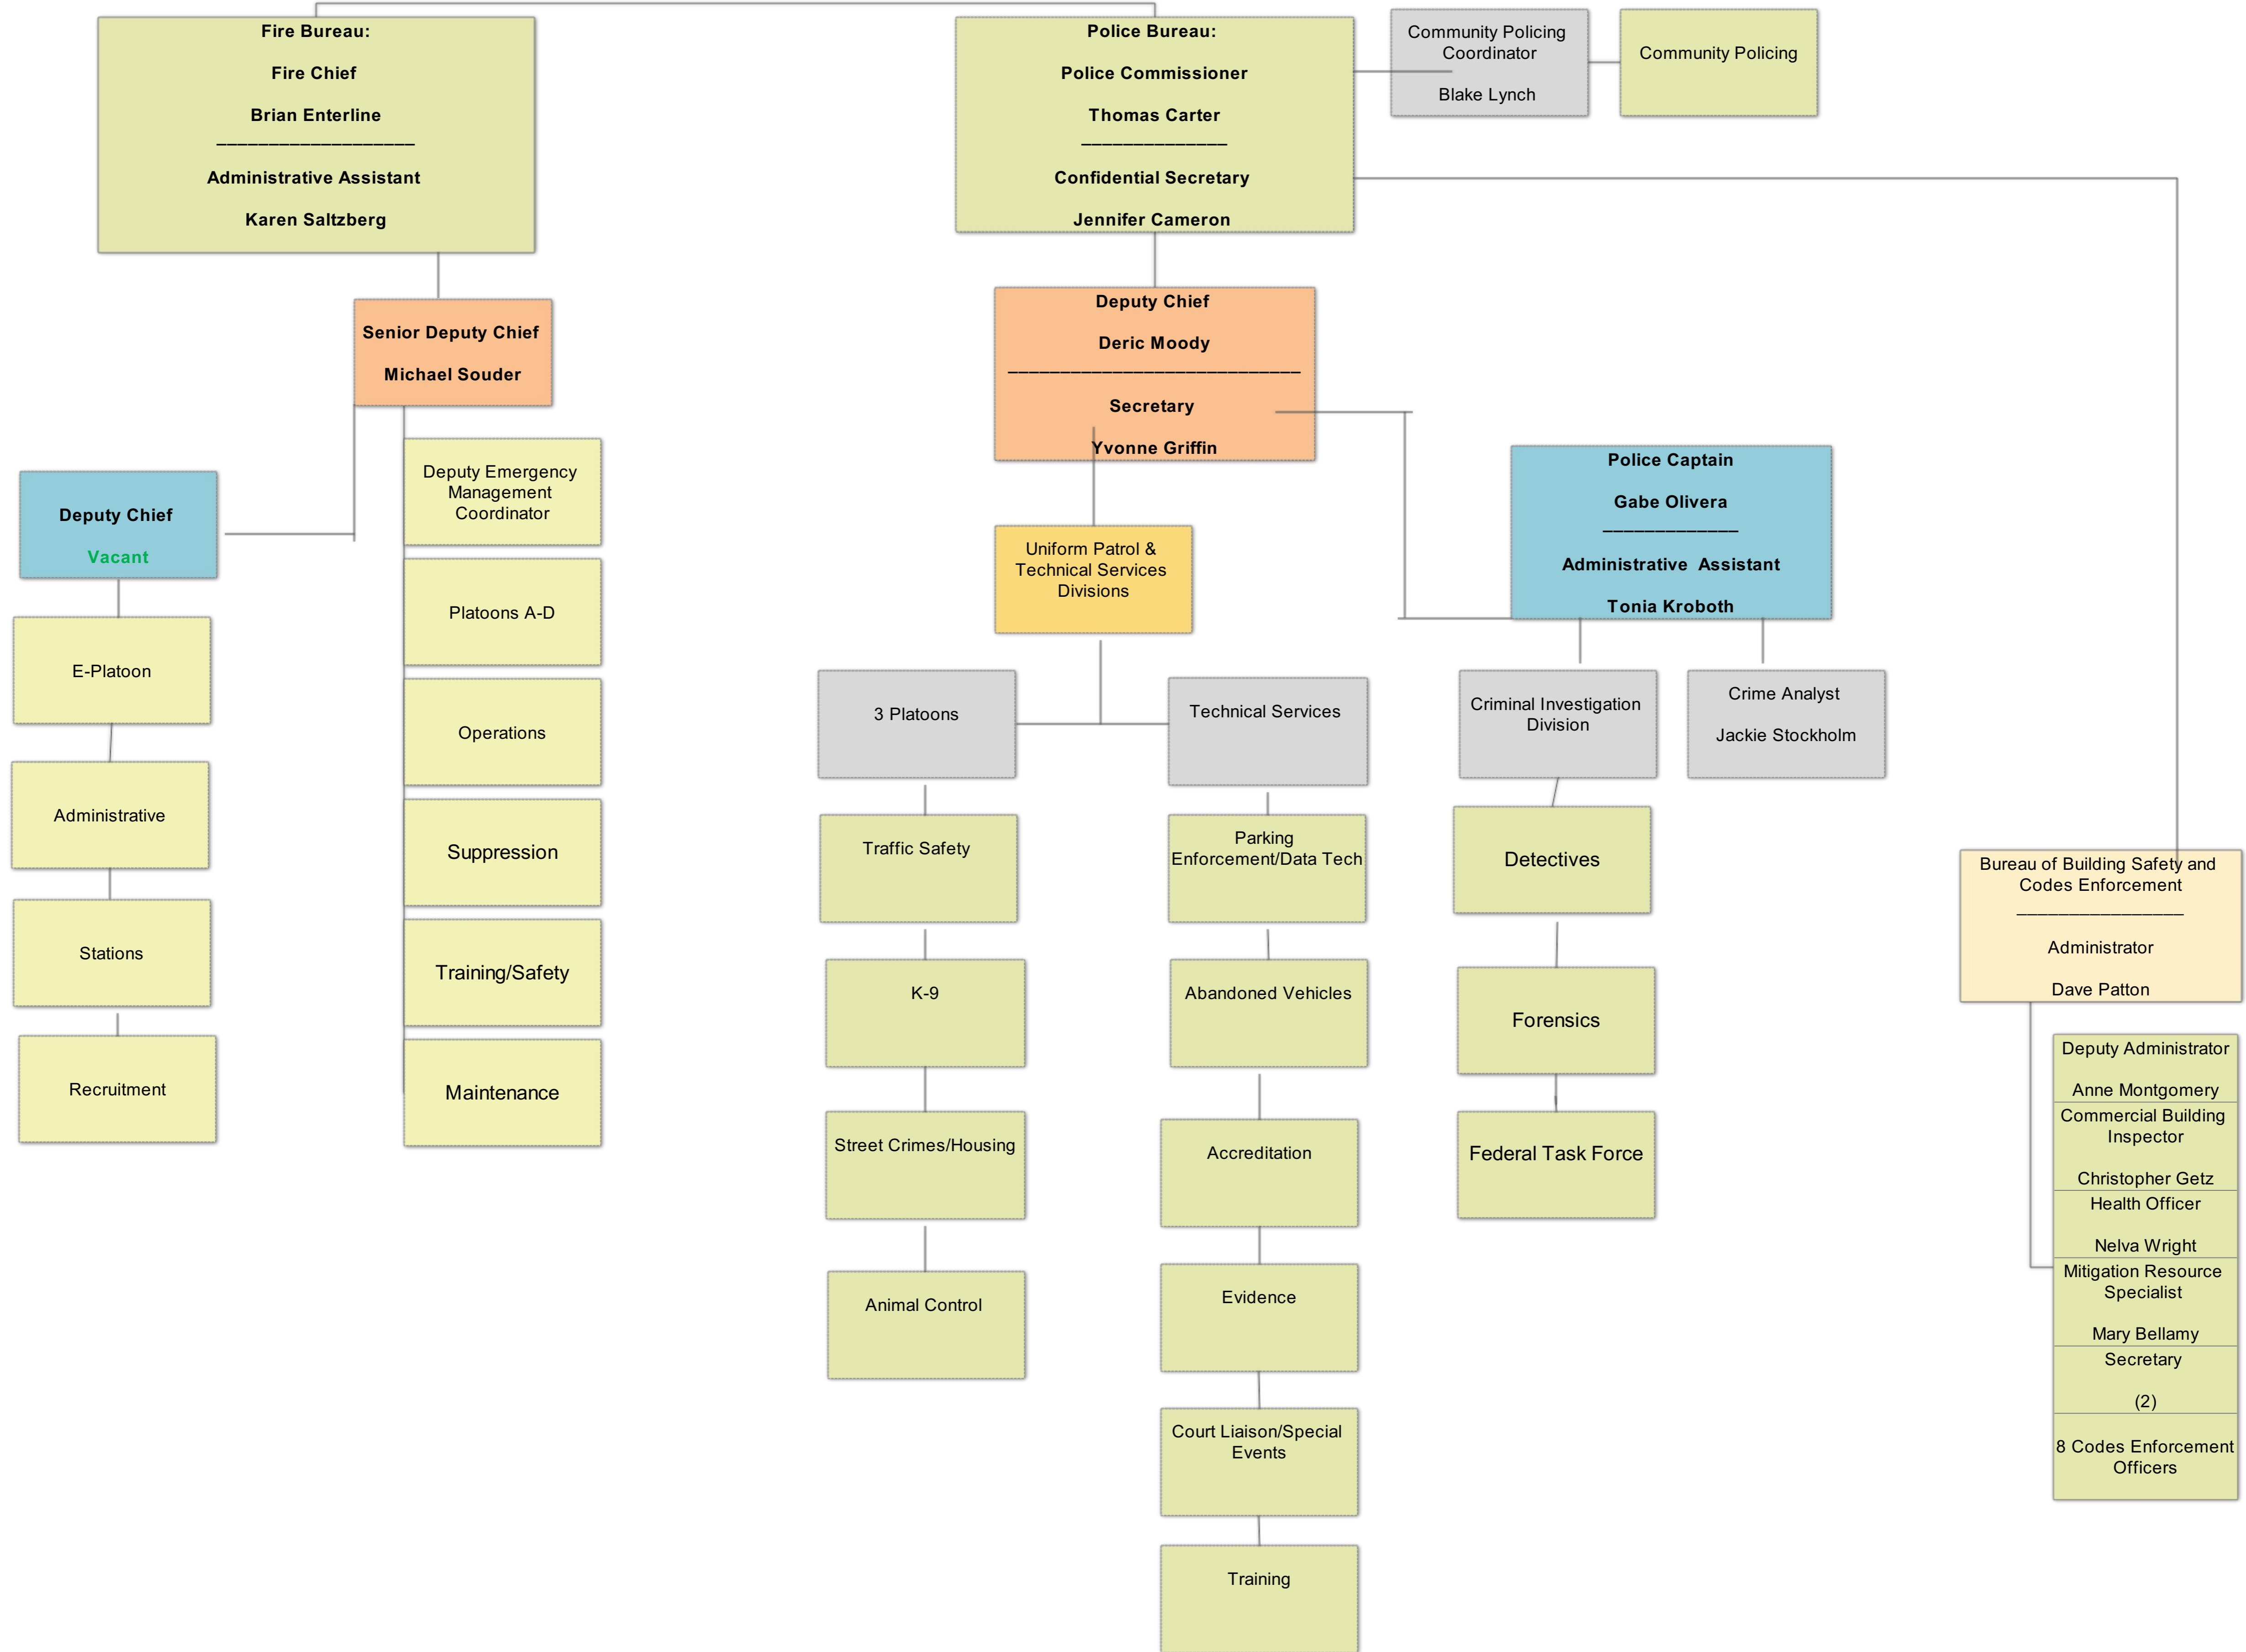 Fire Bureau:
Fire Chief
Brian Enterline
___________________
Administrative Assistant
Karen Saltzberg
Police Bureau:
Police Commissioner
Thomas Carter
______________
Confidential Secretary
Jennifer Cameron
Community Policing
Coordinator
Blake Lynch
Community Policing
Senior Deputy Chief
Michael Souder
Deputy Chief
Deric Moody
____________________________
Secretary
Yvonne Griffin
Deputy Chief
Vacant
E-Platoon
Administrative
Stations
Recruitment
Deputy Emergency
Management
Coordinator
Platoons A-D
Operations
Suppression
Training/Safety
Maintenance
Uniform Patrol &
Technical Services
Divisions
3 Platoons
Traffic Safety
K-9
Street Crimes/Housing
Animal Control
Technical Services
Parking
Enforcement/Data Tech
Abandoned Vehicles
Accreditation
Evidence
Court Liaison/Special
Events
Training
Police Captain
Gabe Olivera
_____________
Administrative  Assistant
Tonia Kroboth
Criminal Investigation
Division
Detectives
Forensics
Federal Task Force
Crime Analyst
Jackie Stockholm
Bureau of Building Safety and
Codes Enforcement
________________
Administrator
Dave Patton
Deputy Administrator
Anne Montgomery
Commercial Building
Inspector
Christopher Getz
Health Officer
Nelva Wright
Mitigation Resource
Specialist
Mary Bellamy
Secretary
(2)
8 Codes Enforcement
Officers